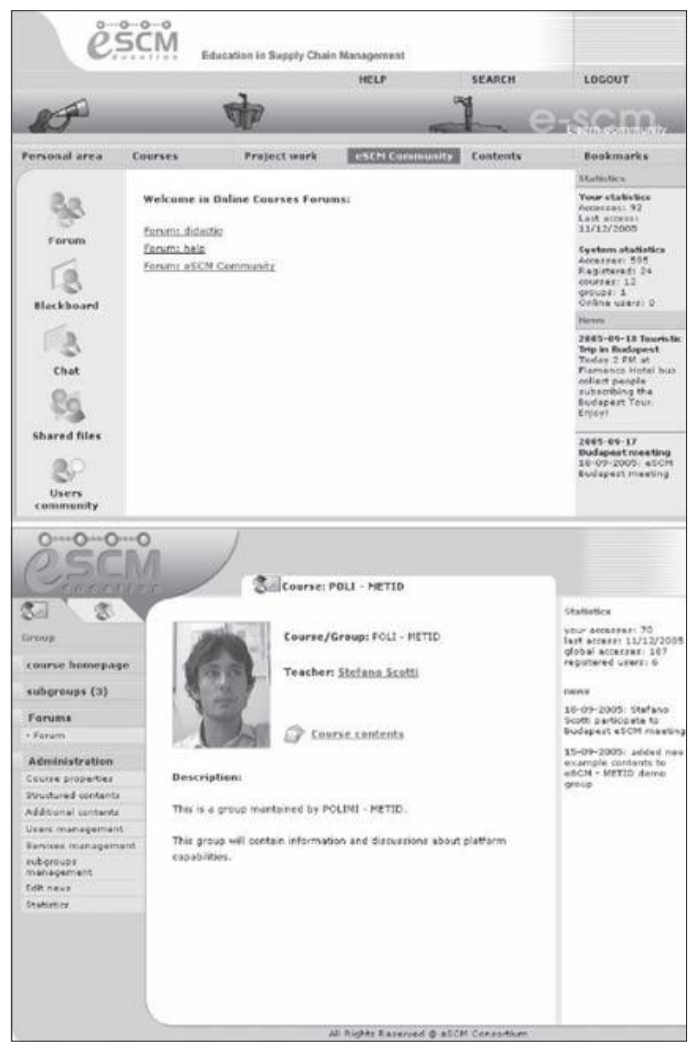 eSCM
education
Education in Supply Chain Management
HELP SEARCH LOGOUT
e-scm
e-scm community
Personal area Courses Project work eSCM Community Contents Bookmarks
Forum
Blackboard
Chat
Shared files
Users
community
Welcome in Online Courses Forums:
Forum: didactic
Forum: help
Forum: eSCM Community
Statistics
Your statistics
Accesses: 92
Last access:
11/12/2005
System statistics
Accesses: 595
Registered: 24
courses: 12
groups: 1
Online users: 0
News
2005-09-18 Touristic
Trip in Budapest
Today 2 PM at
Flamenco Hotel bus
collect people
subscribing the
Budapest Tour.
Enjoy!
2005-09-17
Budapest meeting
18-09-2005: eSCM
Budapest meeting
eSCM
education
Course: POLI - METID
Group
course homepage
subgroups (3)
Forums
- Forum
Administration
Course properties
Structured contents
Additional contents
Users management
Services management
subgroups
management
Edit news
Statistics
Course/Group: POLI - METID
Teacher: Stefano Scotti
Course contents
Description:
This is a group mantained by POLIMI - METID.
This group will contain information and discussions about platform
capabilities.
Statistics
your accesses: 70
last access: 11/12/2005
global accesses: 187
registered users: 6
news
18-09-2005: Stefano
Scotti participate to
Budapest eSCM meeting
15-09-2005: added new
example contents to
eSCM - METID demo
group
All Rights Reserved @ eSCM Consortium